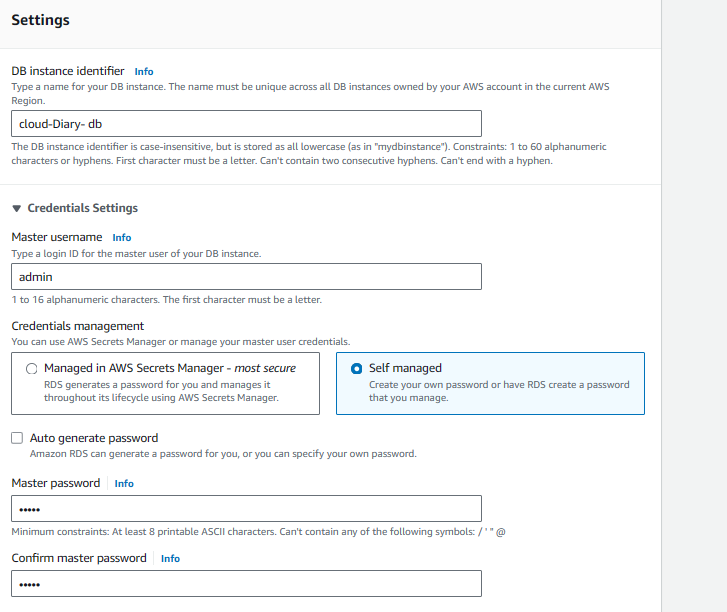 Settings
DB instance identifier Info
Type a name for your DB instance. The name must be unique across all DB instances owned by your AWS account in the current AWS
Region.
cloud-Diary- db
The DB instance identifier is case-insensitive, but is stored as all lowercase (as in "mydbinstance"). Constraints: 1 to 60 alphanumeric
characters or hyphens. First character must be a letter. Can't contain two consecutive hyphens. Can't end with a hyphen.
▼ Credentials Settings
Master username Info
Type a login ID for the master user of your DB instance.
admin
1 to 16 alphanumeric characters. The first character must be a letter.
Credentials management
You can use AWS Secrets Manager or manage your master user credentials.
Managed in AWS Secrets Manager - most secure
RDS generates a password for you and manages it
throughout its lifecycle using AWS Secrets Manager.
Self managed
Create your own password or have RDS create a password
that you manage.
Auto generate password
Amazon RDS can generate a password for you, or you can specify your own password.
Master password Info
•••••
Minimum constraints: At least 8 printable ASCII characters. Can't contain any of the following symbols: / ' " @
Confirm master password Info
•••••